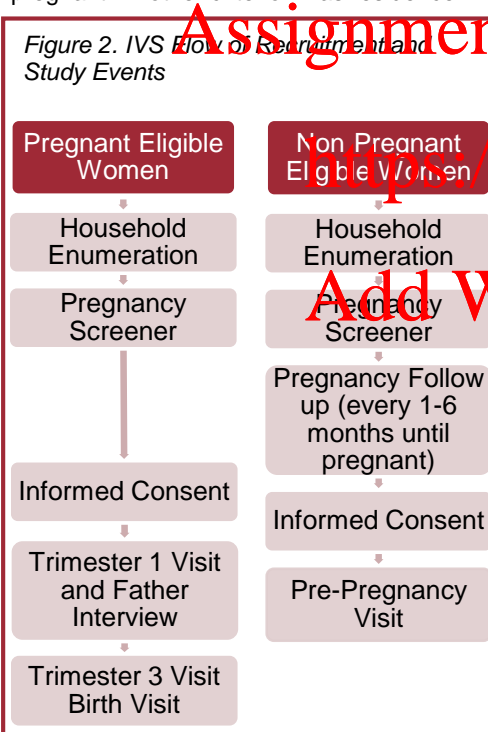 Figure 2. IVS Flow of Recruitment and
Study Events
Assignmen
Pregnant Eligible
Women
Household
Enumeration
Pregnancy
Screener
Informed Consent
Trimester 1 Visit
and Father
Interview
Trimester 3 Visit
Birth Visit
Non Pregnant
Eligible Women
https:/
Household
Enumeration
Pregnancy
Screener
Add
Pregnancy Follow
up (every 1-6
months until
pregnant)
Informed Consent
Pre-Pregnancy
Visit